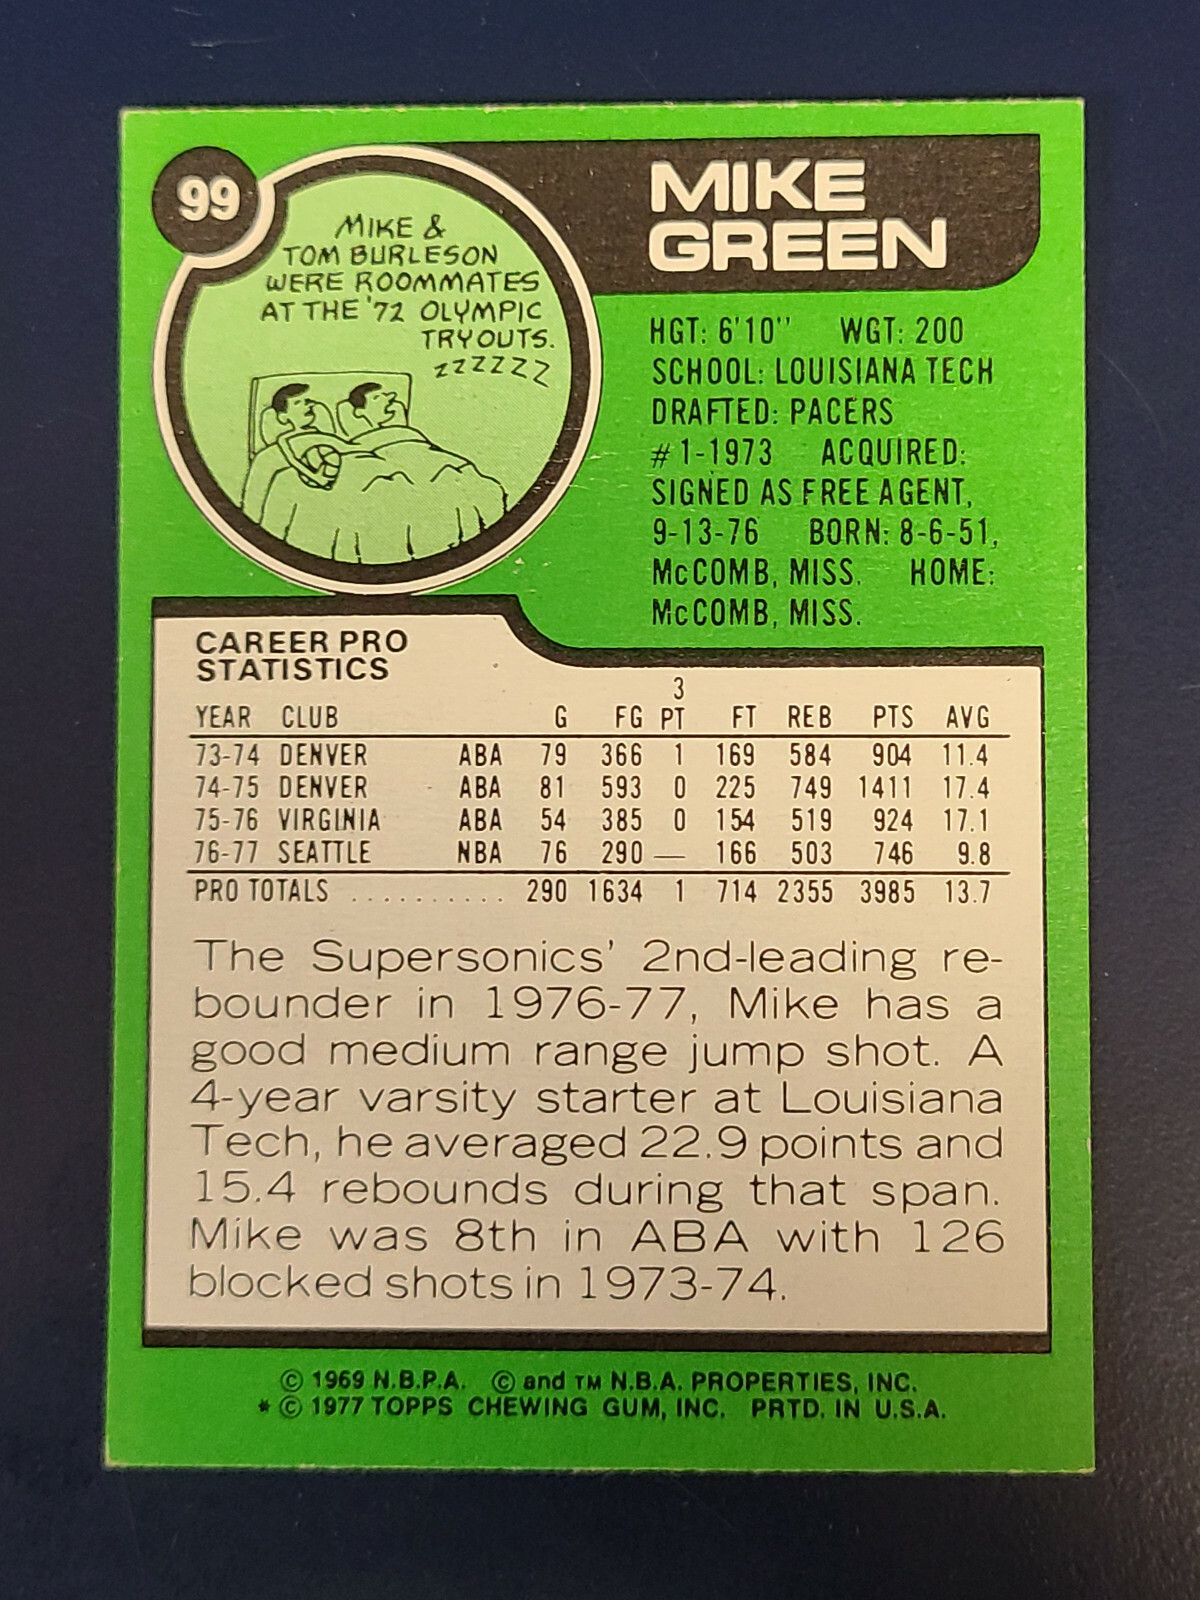 99
MIKE &
TOM BURLESON
WERE ROOMMATES
AT THE '72 OLYMPIC
TRYOUTS.
ZZZZZZ
MIKE
GREEN
HGT: 6'10" WGT: 200
SCHOOL: LOUISIANA TECH
DRAFTED: PACERS
#1-1973 ACQUIRED:
SIGNED AS FREE AGENT,
9-13-76 BORN: 8-6-51,
McCOMB, MISS. HOME:
McCOMB, MISS.
CAREER PRO
STATISTICS
YEAR CLUB G FG 3 PT FT REB PTS AVG
73-74 DENVER ABA 79 366 1 169 584 904 11.4
74-75 DENVER ABA 81 593 0 225 749 1411 17.4
75-76 VIRGINIA ABA 54 385 0 154 519 924 17.1
76-77 SEATTLE NBA 76 290 — 166 503 746 9.8
PRO TOTALS .......... 290 1634 1 714 2355 3985 13.7
The Supersonics' 2nd-leading re-
bounder in 1976-77, Mike has a
good medium range jump shot. A
4-year varsity starter at Louisiana
Tech, he averaged 22.9 points and
15.4 rebounds during that span.
Mike was 8th in ABA with 126
blocked shots in 1973-74.
© 1969 N.B.P.A. © and TM N.B.A. PROPERTIES, INC.
* © 1977 TOPPS CHEWING GUM, INC. PRTD. IN U.S.A.